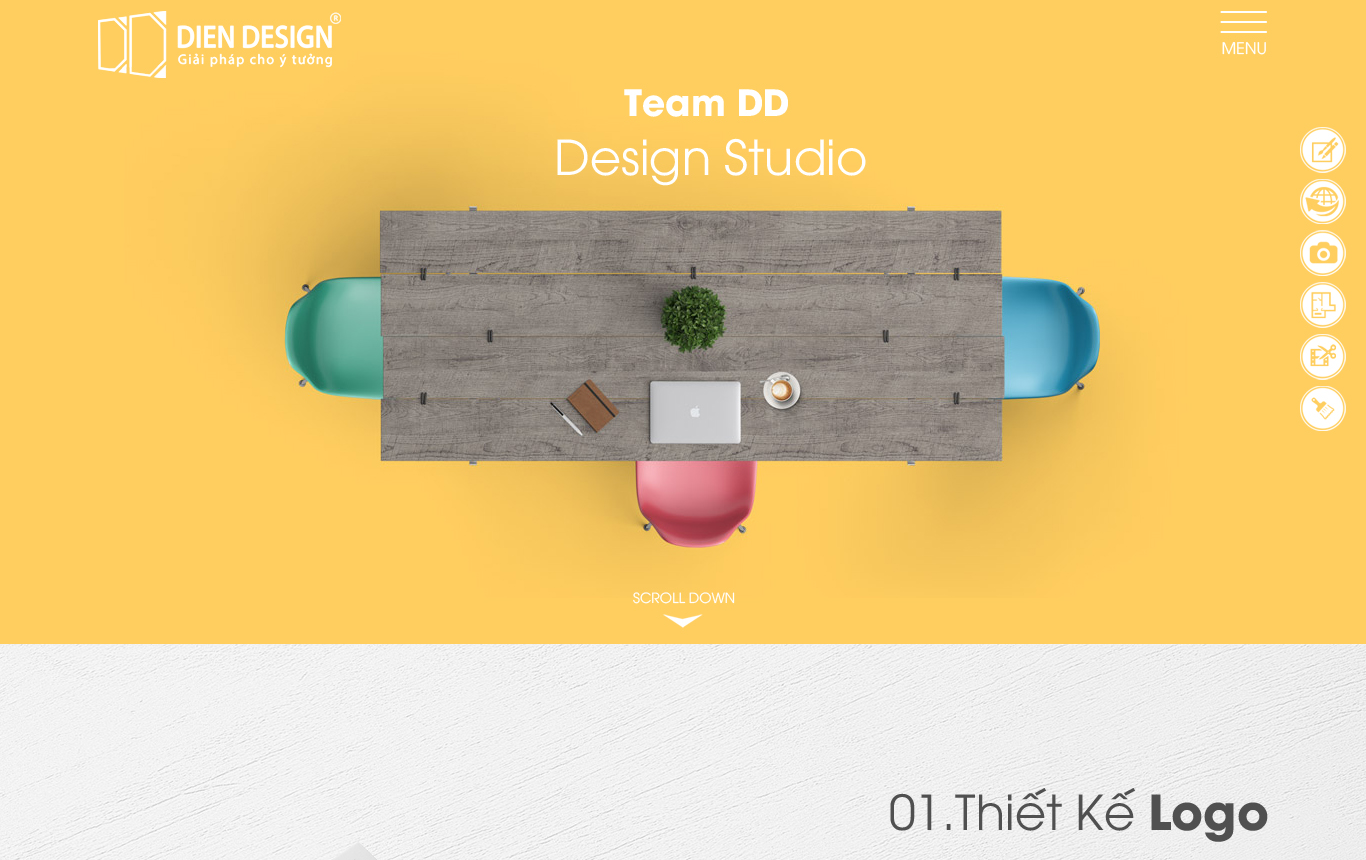 DIEN DESIGN®
Giải pháp cho ý tưởng
MENU
Team DD
Design Studio
SCROLL DOWN
01.Thiết Kế Logo